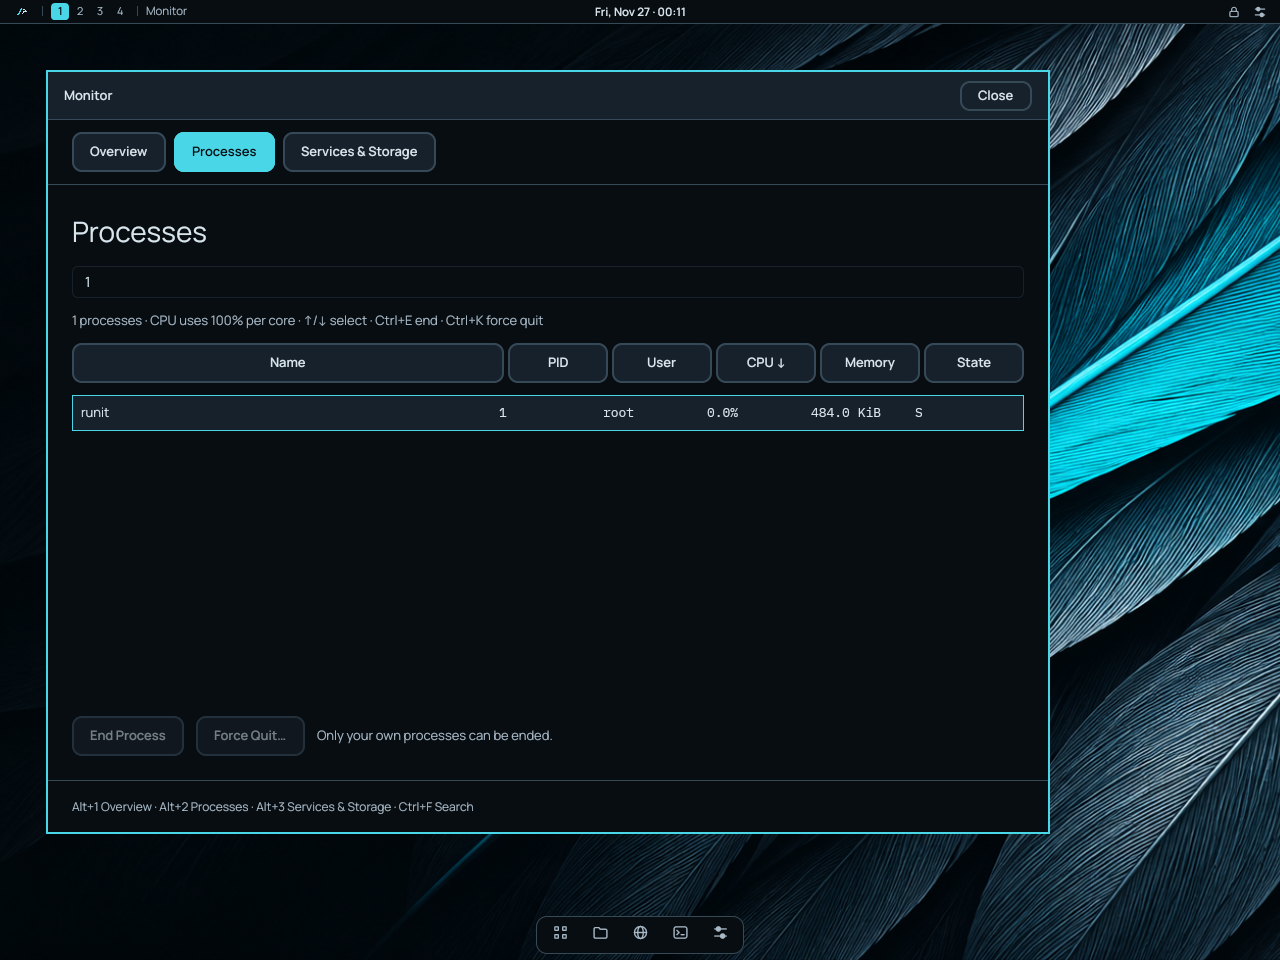 1 2 3 4 Monitor Fri, Nov 27 · 00:11
Monitor Close
Overview Processes Services & Storage
Processes
1
1 processes · CPU uses 100% per core · ↑/↓ select · Ctrl+E end · Ctrl+K force quit
Name PID User CPU ↓ Memory State
runit 1 root 0.0% 484.0 KiB S
End Process Force Quit... Only your own processes can be ended.
Alt+1 Overview · Alt+2 Processes · Alt+3 Services & Storage · Ctrl+F Search